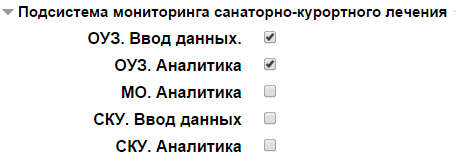 Подсистема мониторинга санаторно-курортного лечения
ОУЗ. Ввод данных.
ОУЗ. Аналитика
МО. Аналитика
СКУ. Ввод данных
СКУ. Аналитика